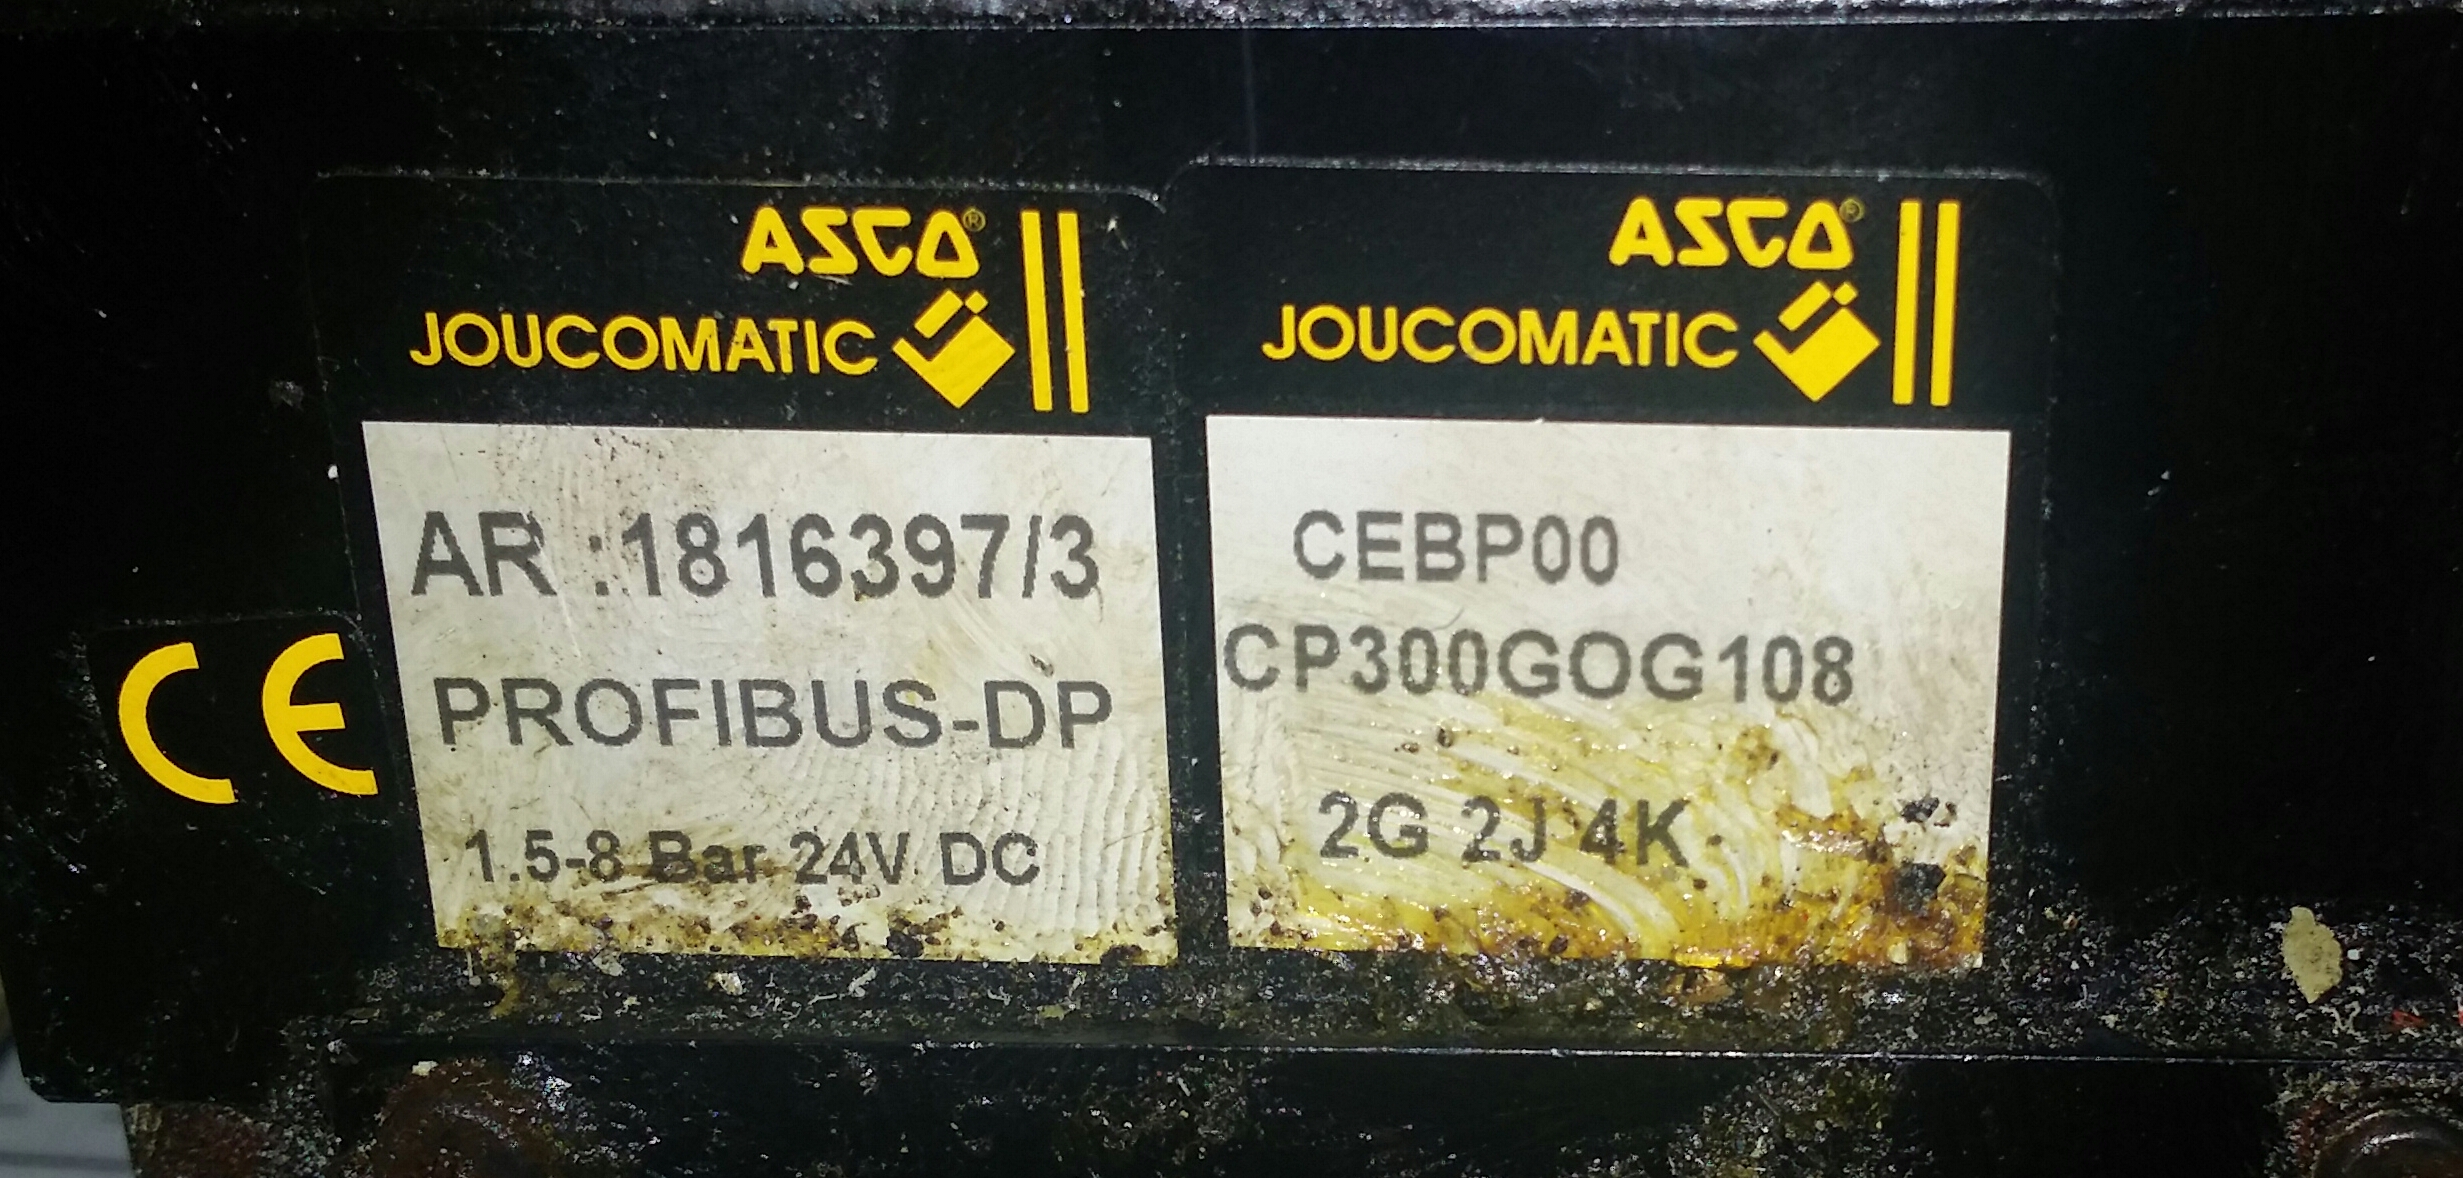 ASCO®
JOUCOMATIC
AR :1816397/3
PROFIBUS-DP
1.5-8 Bar 24V DC
CE
ASCO®
JOUCOMATIC
CEBP00
CP300GOG108
2G 2J 4K